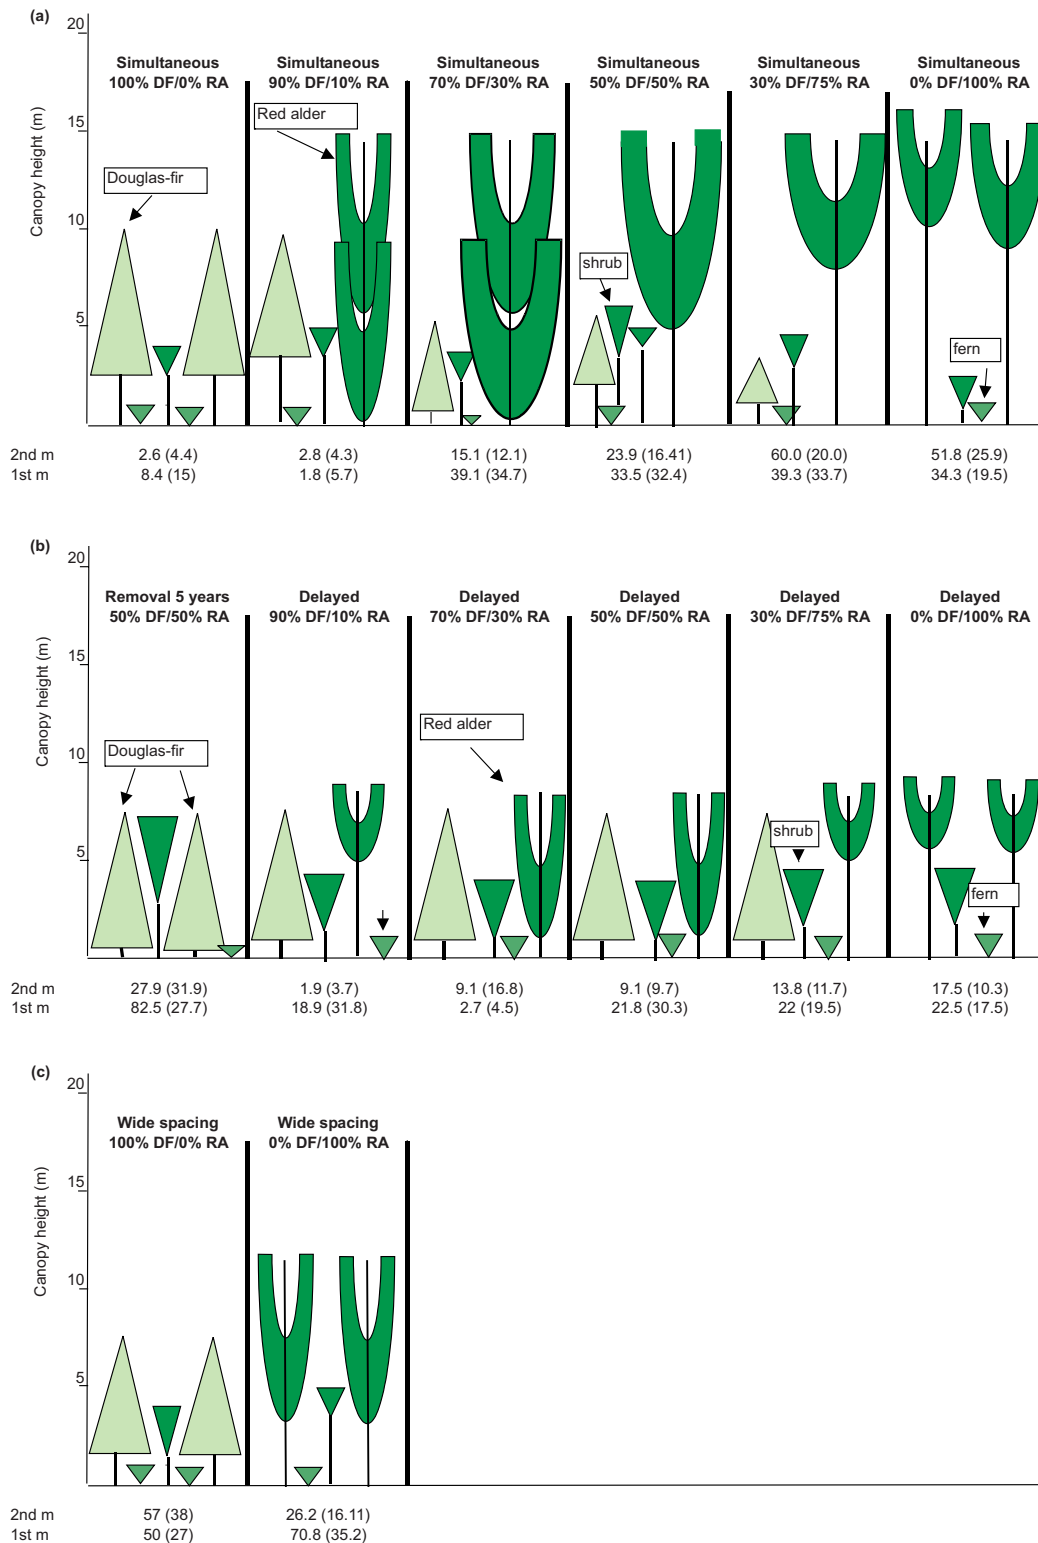 (a)
20
15
10
5
Canopy height (m)
Simultaneous
100% DF/0% RA
Simultaneous
90% DF/10% RA
Simultaneous
70% DF/30% RA
Simultaneous
50% DF/50% RA
Simultaneous
30% DF/75% RA
Simultaneous
0% DF/100% RA
Red alder
Douglas-fir
shrub
fern
2nd m 2.6 (4.4) 2.8 (4.3) 15.1 (12.1) 23.9 (16.41) 60.0 (20.0) 51.8 (25.9)
1st m 8.4 (15) 1.8 (5.7) 39.1 (34.7) 33.5 (32.4) 39.3 (33.7) 34.3 (19.5)
(b)
20
15
10
5
Canopy height (m)
Removal 5 years
50% DF/50% RA
Delayed
90% DF/10% RA
Delayed
70% DF/30% RA
Delayed
50% DF/50% RA
Delayed
30% DF/75% RA
Delayed
0% DF/100% RA
Red alder
Douglas-fir
shrub
fern
2nd m 27.9 (31.9) 1.9 (3.7) 9.1 (16.8) 9.1 (9.7) 13.8 (11.7) 17.5 (10.3)
1st m 82.5 (27.7) 18.9 (31.8) 2.7 (4.5) 21.8 (30.3) 22 (19.5) 22.5 (17.5)
(c)
20
15
10
5
Canopy height (m)
Wide spacing
100% DF/0% RA
Wide spacing
0% DF/100% RA
2nd m 57 (38) 26.2 (16.11)
1st m 50 (27) 70.8 (35.2)